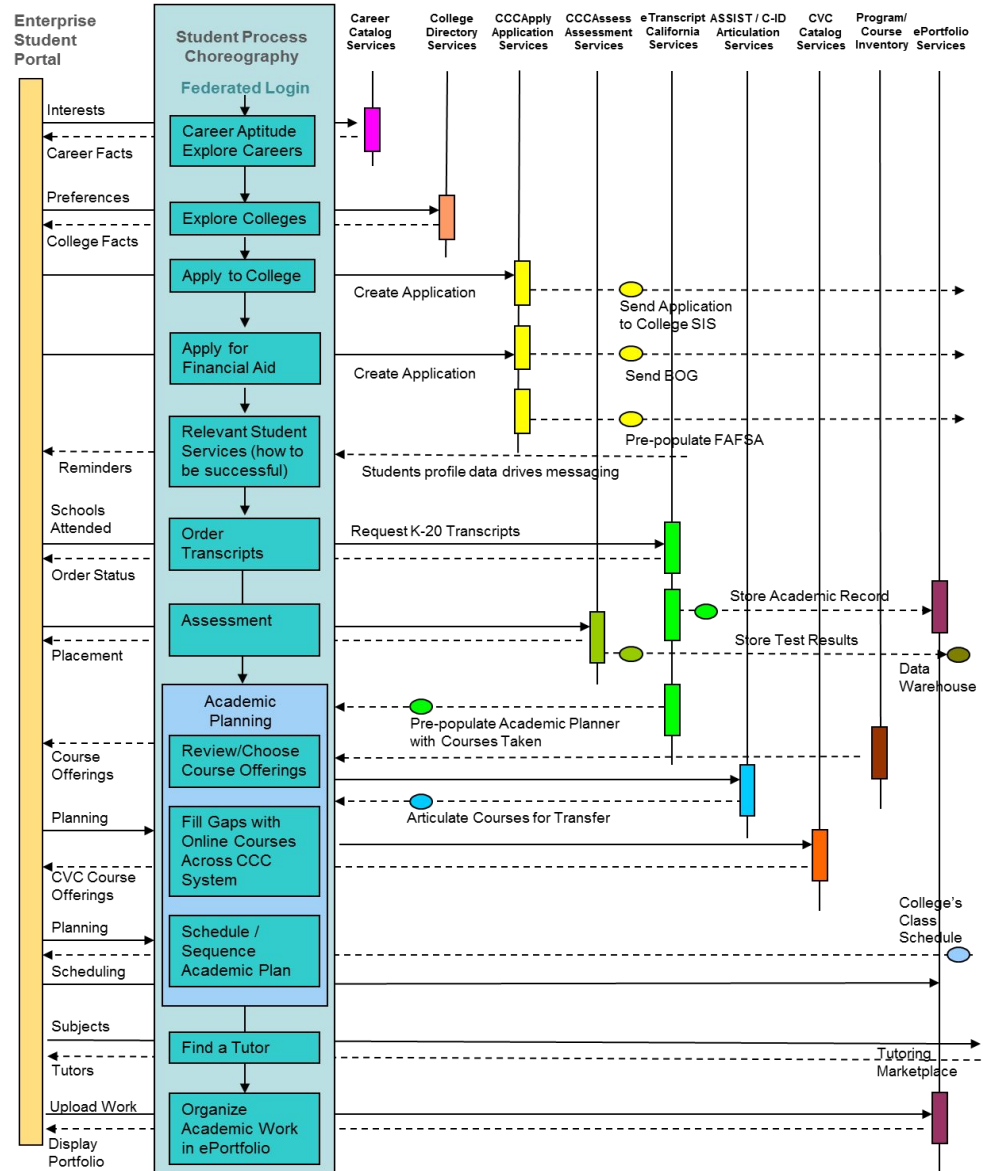 Enterprise
Student
Portal
Student Process
Choreography
Federated Login
Career
Catalog
Services
College
Directory
Services
CCCApply
Application
Services
CCCAssess
Assessment
Services
eTranscript
California
Services
ASSIST / C-ID
Articulation
Services
CVC
Catalog
Services
Program/
Course
Inventory
ePortfolio
Services
Interests
Career Facts
Career Aptitude
Explore Careers
Preferences
College Facts
Explore Colleges
Apply to College
Create Application
Send Application
to College SIS
Apply for
Financial Aid
Create Application
Send BOG
Pre-populate FAFSA
Relevant Student
Services (how to
be successful)
Reminders
Students profile data drives messaging
Schools
Attended
Order
Transcripts
Request K-20 Transcripts
Order Status
Store Academic Record
Assessment
Placement
Store Test Results
Data
Warehouse
Academic
Planning
Pre-populate Academic Planner
with Courses Taken
Review/Choose
Course Offerings
Course
Offerings
Articulate Courses for Transfer
Planning
Fill Gaps with
Online Courses
Across CCC
System
CVC Course
Offerings
College's
Class
Schedule
Planning
Schedule /
Sequence
Academic Plan
Scheduling
Subjects
Find a Tutor
Tutors
Tutoring
Marketplace
Upload Work
Organize
Academic Work
in ePortfolio
Display
Portfolio